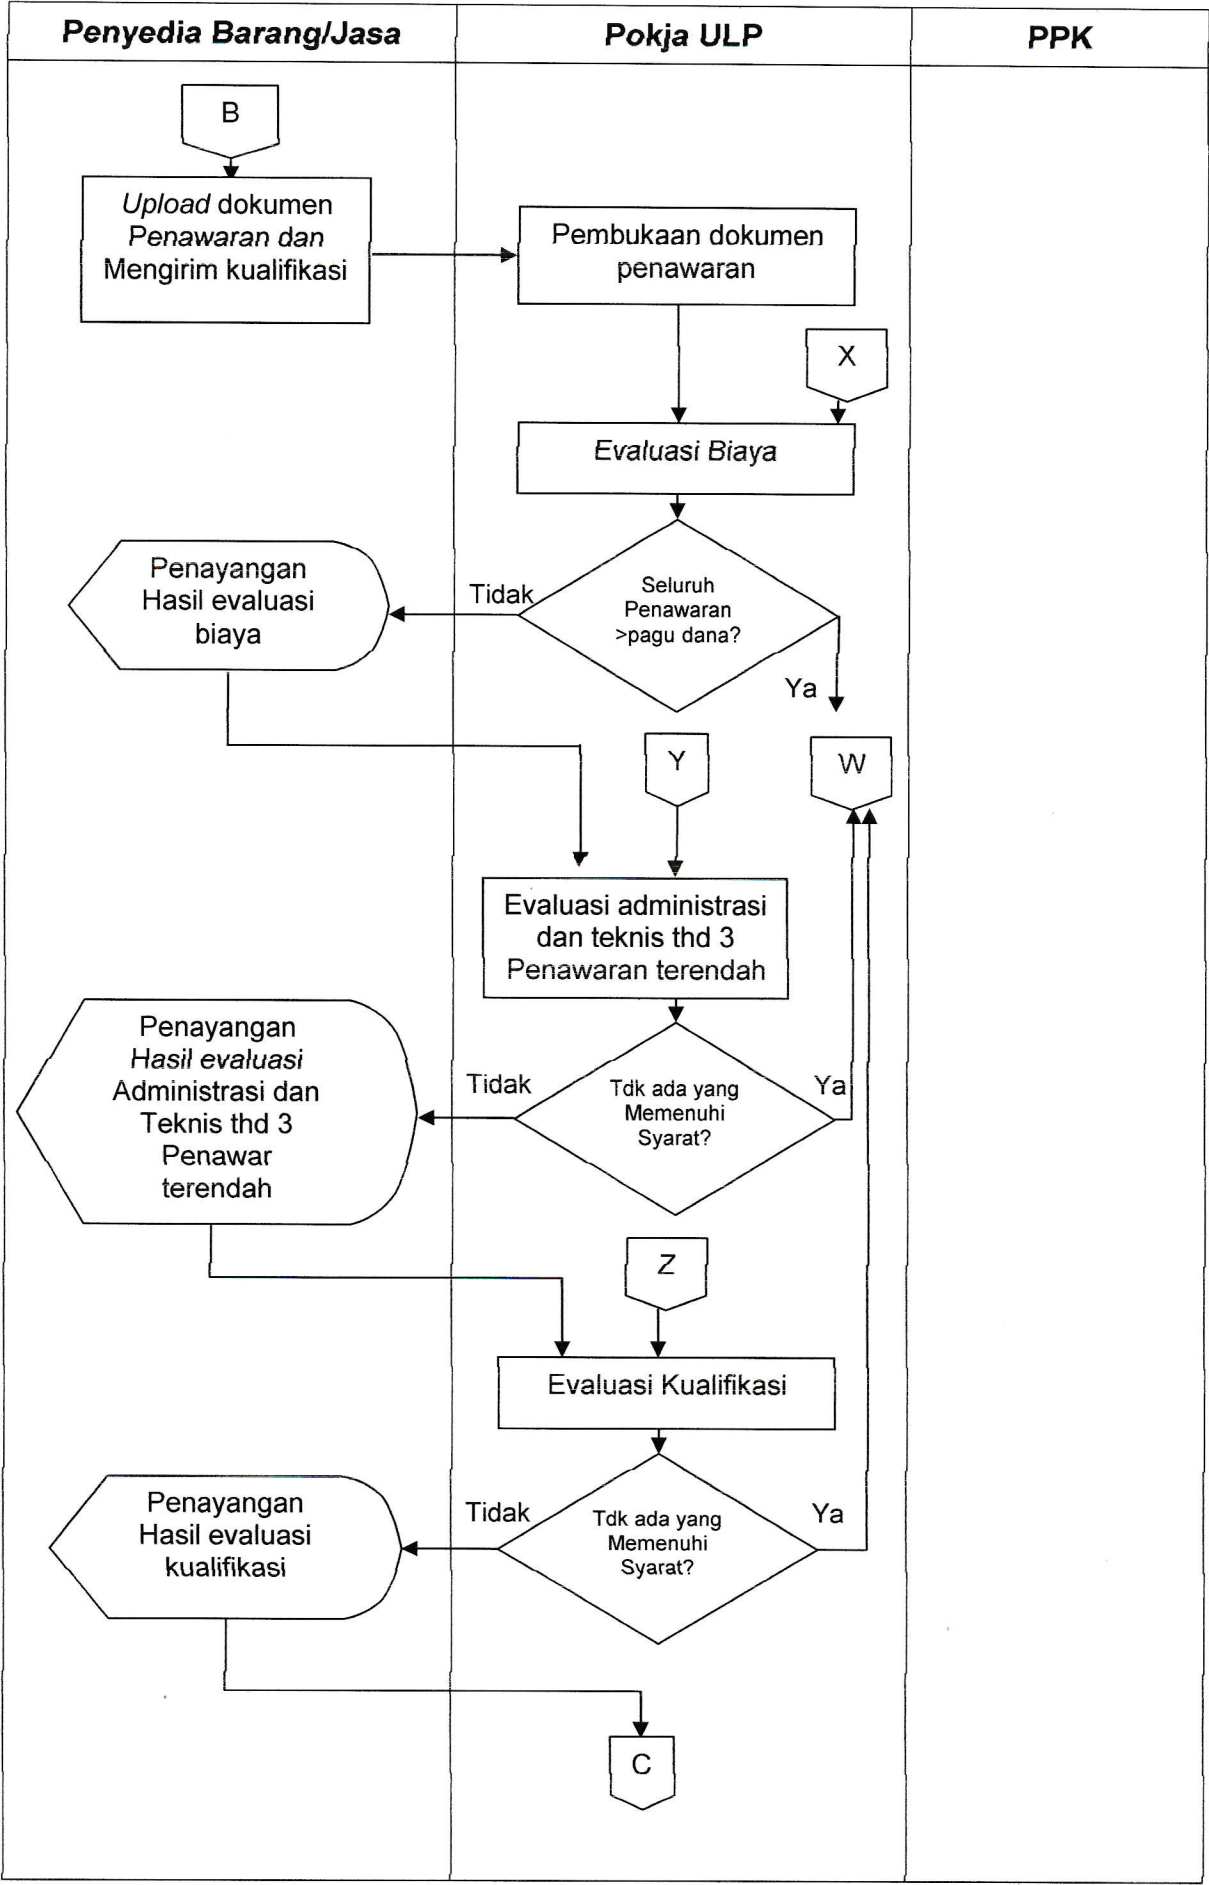 Penyedia Barang/Jasa
Pokja ULP
PPK
B
Upload dokumen
Penawaran dan
Mengirim kualifikasi
Pembukaan dokumen
penawaran
X
Evaluasi Biaya
Seluruh
Penawaran
>pagu dana?
Tidak
Ya
Penayangan
Hasil evaluasi
biaya
Y
W
Evaluasi administrasi
dan teknis thd 3
Penawaran terendah
Tdk ada yang
Memenuhi
Syarat?
Tidak
Ya
Penayangan
Hasil evaluasi
Administrasi dan
Teknis thd 3
Penawar
terendah
Z
Evaluasi Kualifikasi
Tdk ada yang
Memenuhi
Syarat?
Tidak
Ya
Penayangan
Hasil evaluasi
kualifikasi
C